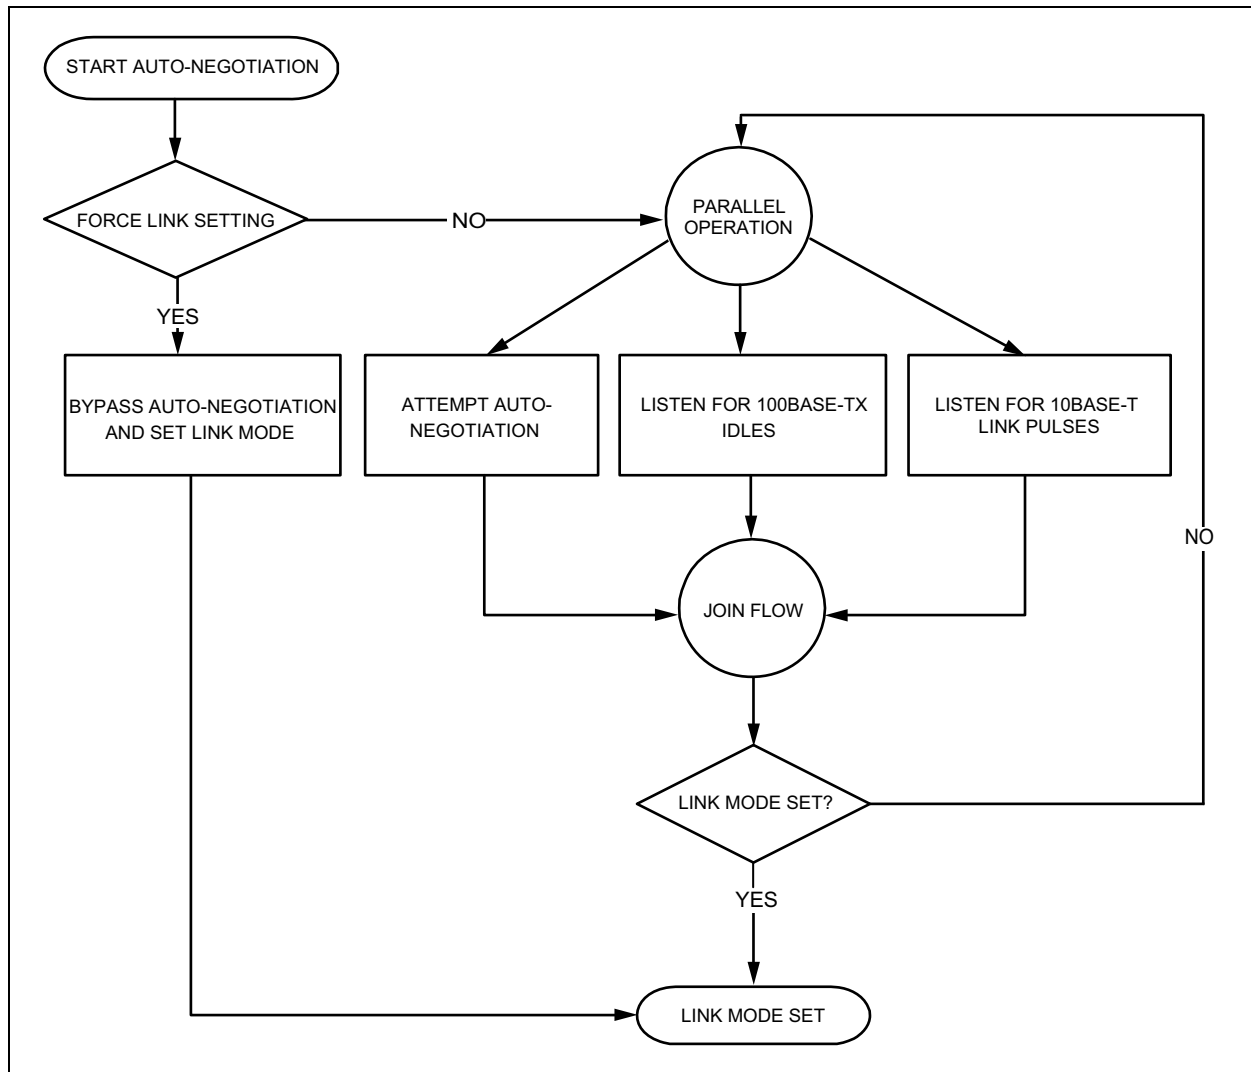 START AUTO-NEGOTIATION
FORCE LINK SETTING
NO
PARALLEL
OPERATION
YES
BYPASS AUTO-NEGOTIATION
AND SET LINK MODE
ATTEMPT AUTO-
NEGOTIATION
LISTEN FOR 100BASE-TX
IDLES
LISTEN FOR 10BASE-T
LINK PULSES
NO
JOIN FLOW
LINK MODE SET?
YES
LINK MODE SET